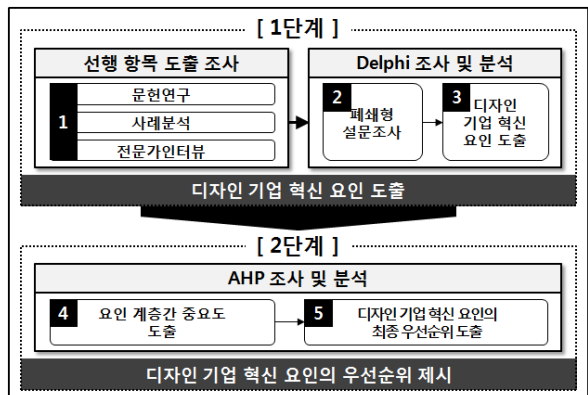 [ 1단계 ]
선행 항목 도출 조사
1
문헌연구
사례분석
전문가인터뷰
Delphi 조사 및 분석
2
폐쇄형
설문조사
3
디자인
기업 혁신
요인 도출
디자인 기업 혁신 요인 도출
[ 2단계 ]
AHP 조사 및 분석
4
요인 계층간 중요도
도출
5
디자인 기업 혁신 요인의
최종 우선순위 도출
디자인 기업 혁신 요인의 우선순위 제시